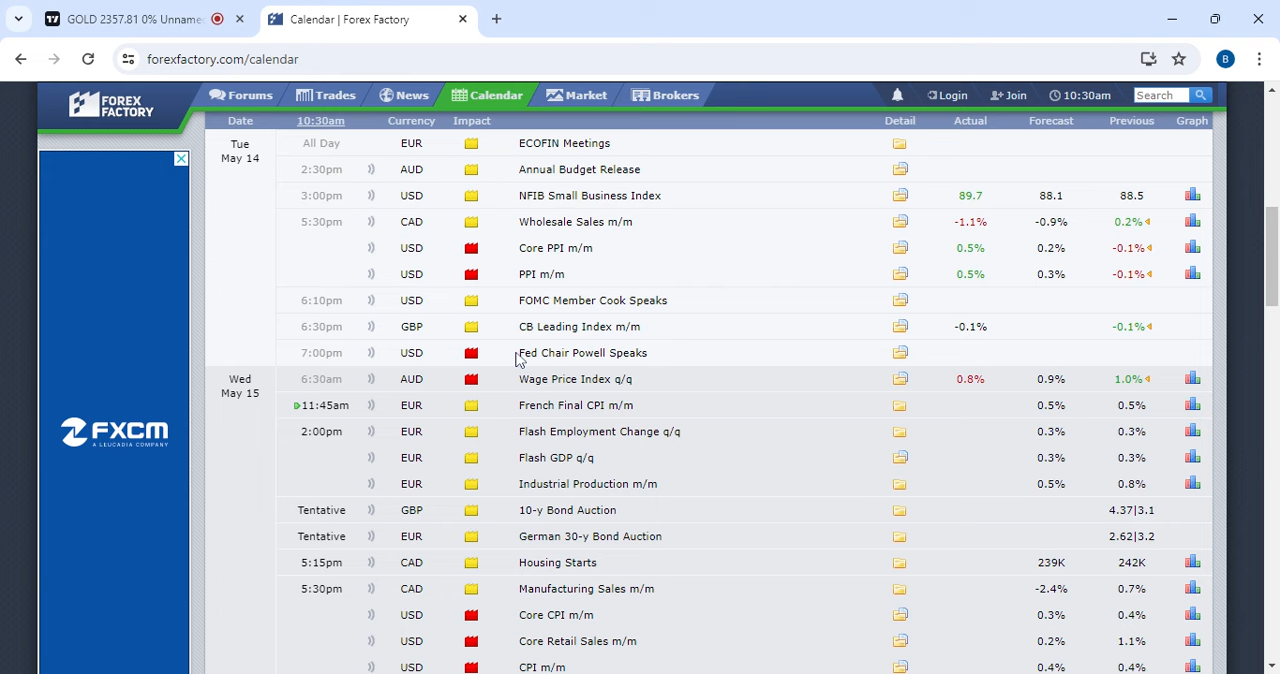 GOLD 2357.81 0% Unname
Calendar | Forex Factory
forexfactory.com/calendar
B
FOREX FACTORY
Forums Trades News Calendar Market Brokers Login Join 10:30am Search
Date 10:30am Currency Impact Detail Actual Forecast Previous Graph
Tue May 14 All Day EUR ECOFIN Meetings
2:30pm AUD Annual Budget Release
3:00pm USD NFIB Small Business Index 89.7 88.1 88.5
5:30pm CAD Wholesale Sales m/m -1.1% -0.9% 0.2%
USD Core PPI m/m 0.5% 0.2% -0.1%
USD PPI m/m 0.5% 0.3% -0.1%
6:10pm USD FOMC Member Cook Speaks
6:30pm GBP CB Leading Index m/m -0.1% -0.1%
7:00pm USD Fed Chair Powell Speaks
Wed May 15 6:30am AUD Wage Price Index q/q 0.8% 0.9% 1.0%
11:45am EUR French Final CPI m/m 0.5% 0.5%
2:00pm EUR Flash Employment Change q/q 0.3% 0.3%
EUR Flash GDP q/q 0.3% 0.3%
EUR Industrial Production m/m 0.5% 0.8%
Tentative GBP 10-y Bond Auction 4.37|3.1
Tentative EUR German 30-y Bond Auction 2.62|3.2
5:15pm CAD Housing Starts 239K 242K
5:30pm CAD Manufacturing Sales m/m -2.4% 0.7%
USD Core CPI m/m 0.3% 0.4%
USD Core Retail Sales m/m 0.2% 1.1%
USD CPI m/m 0.4% 0.4%
FXCM
A LEUCADIA COMPANY